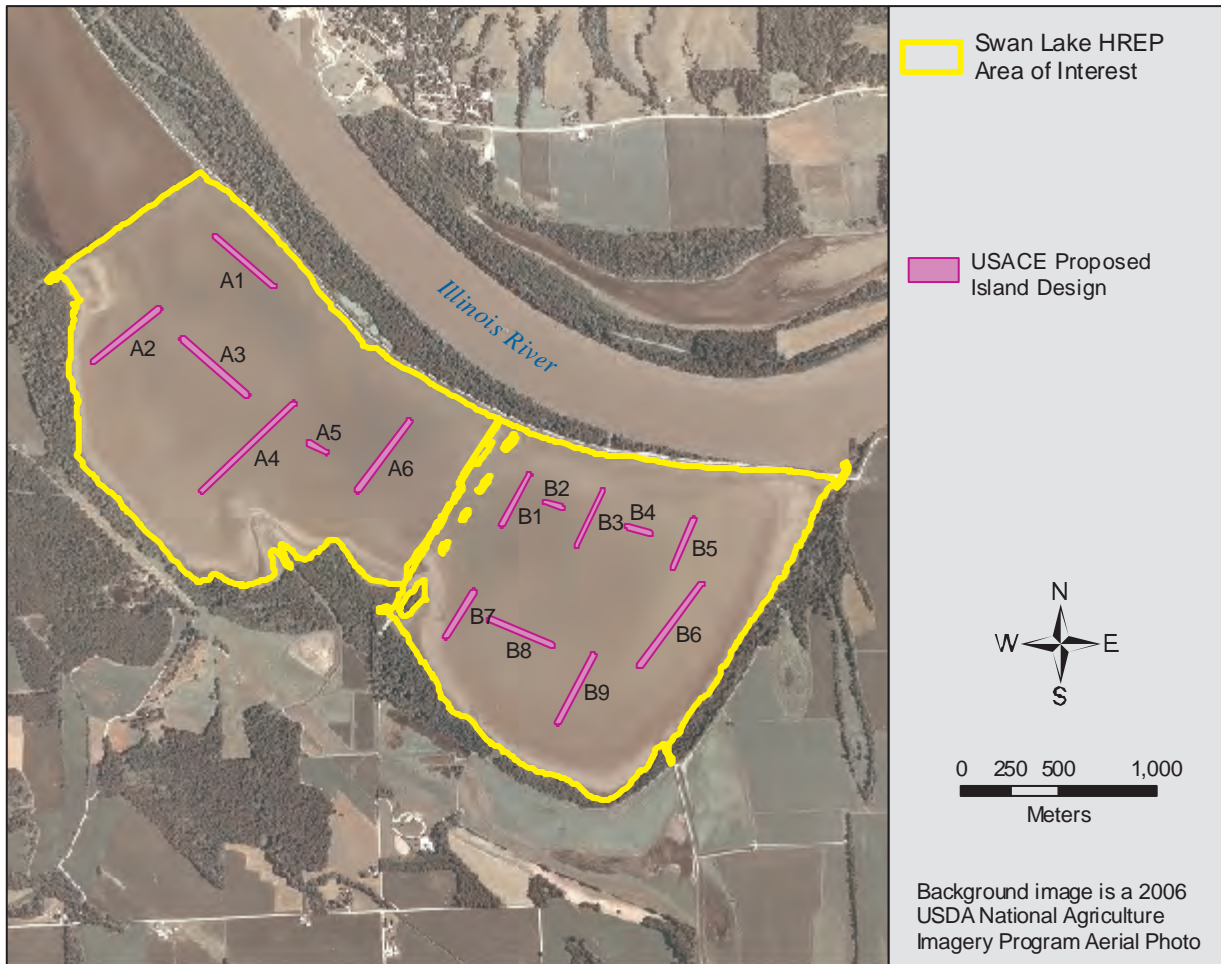 Swan Lake HREP
Area of Interest
USACE Proposed
Island Design
Illinois River
A1
A2
A3
A4
A5
A6
B1
B2
B3
B4
B5
B6
B7
B8
B9
N
W E
S
0 250 500 1,000
Meters
Background image is a 2006
USDA National Agriculture
Imagery Program Aerial Photo